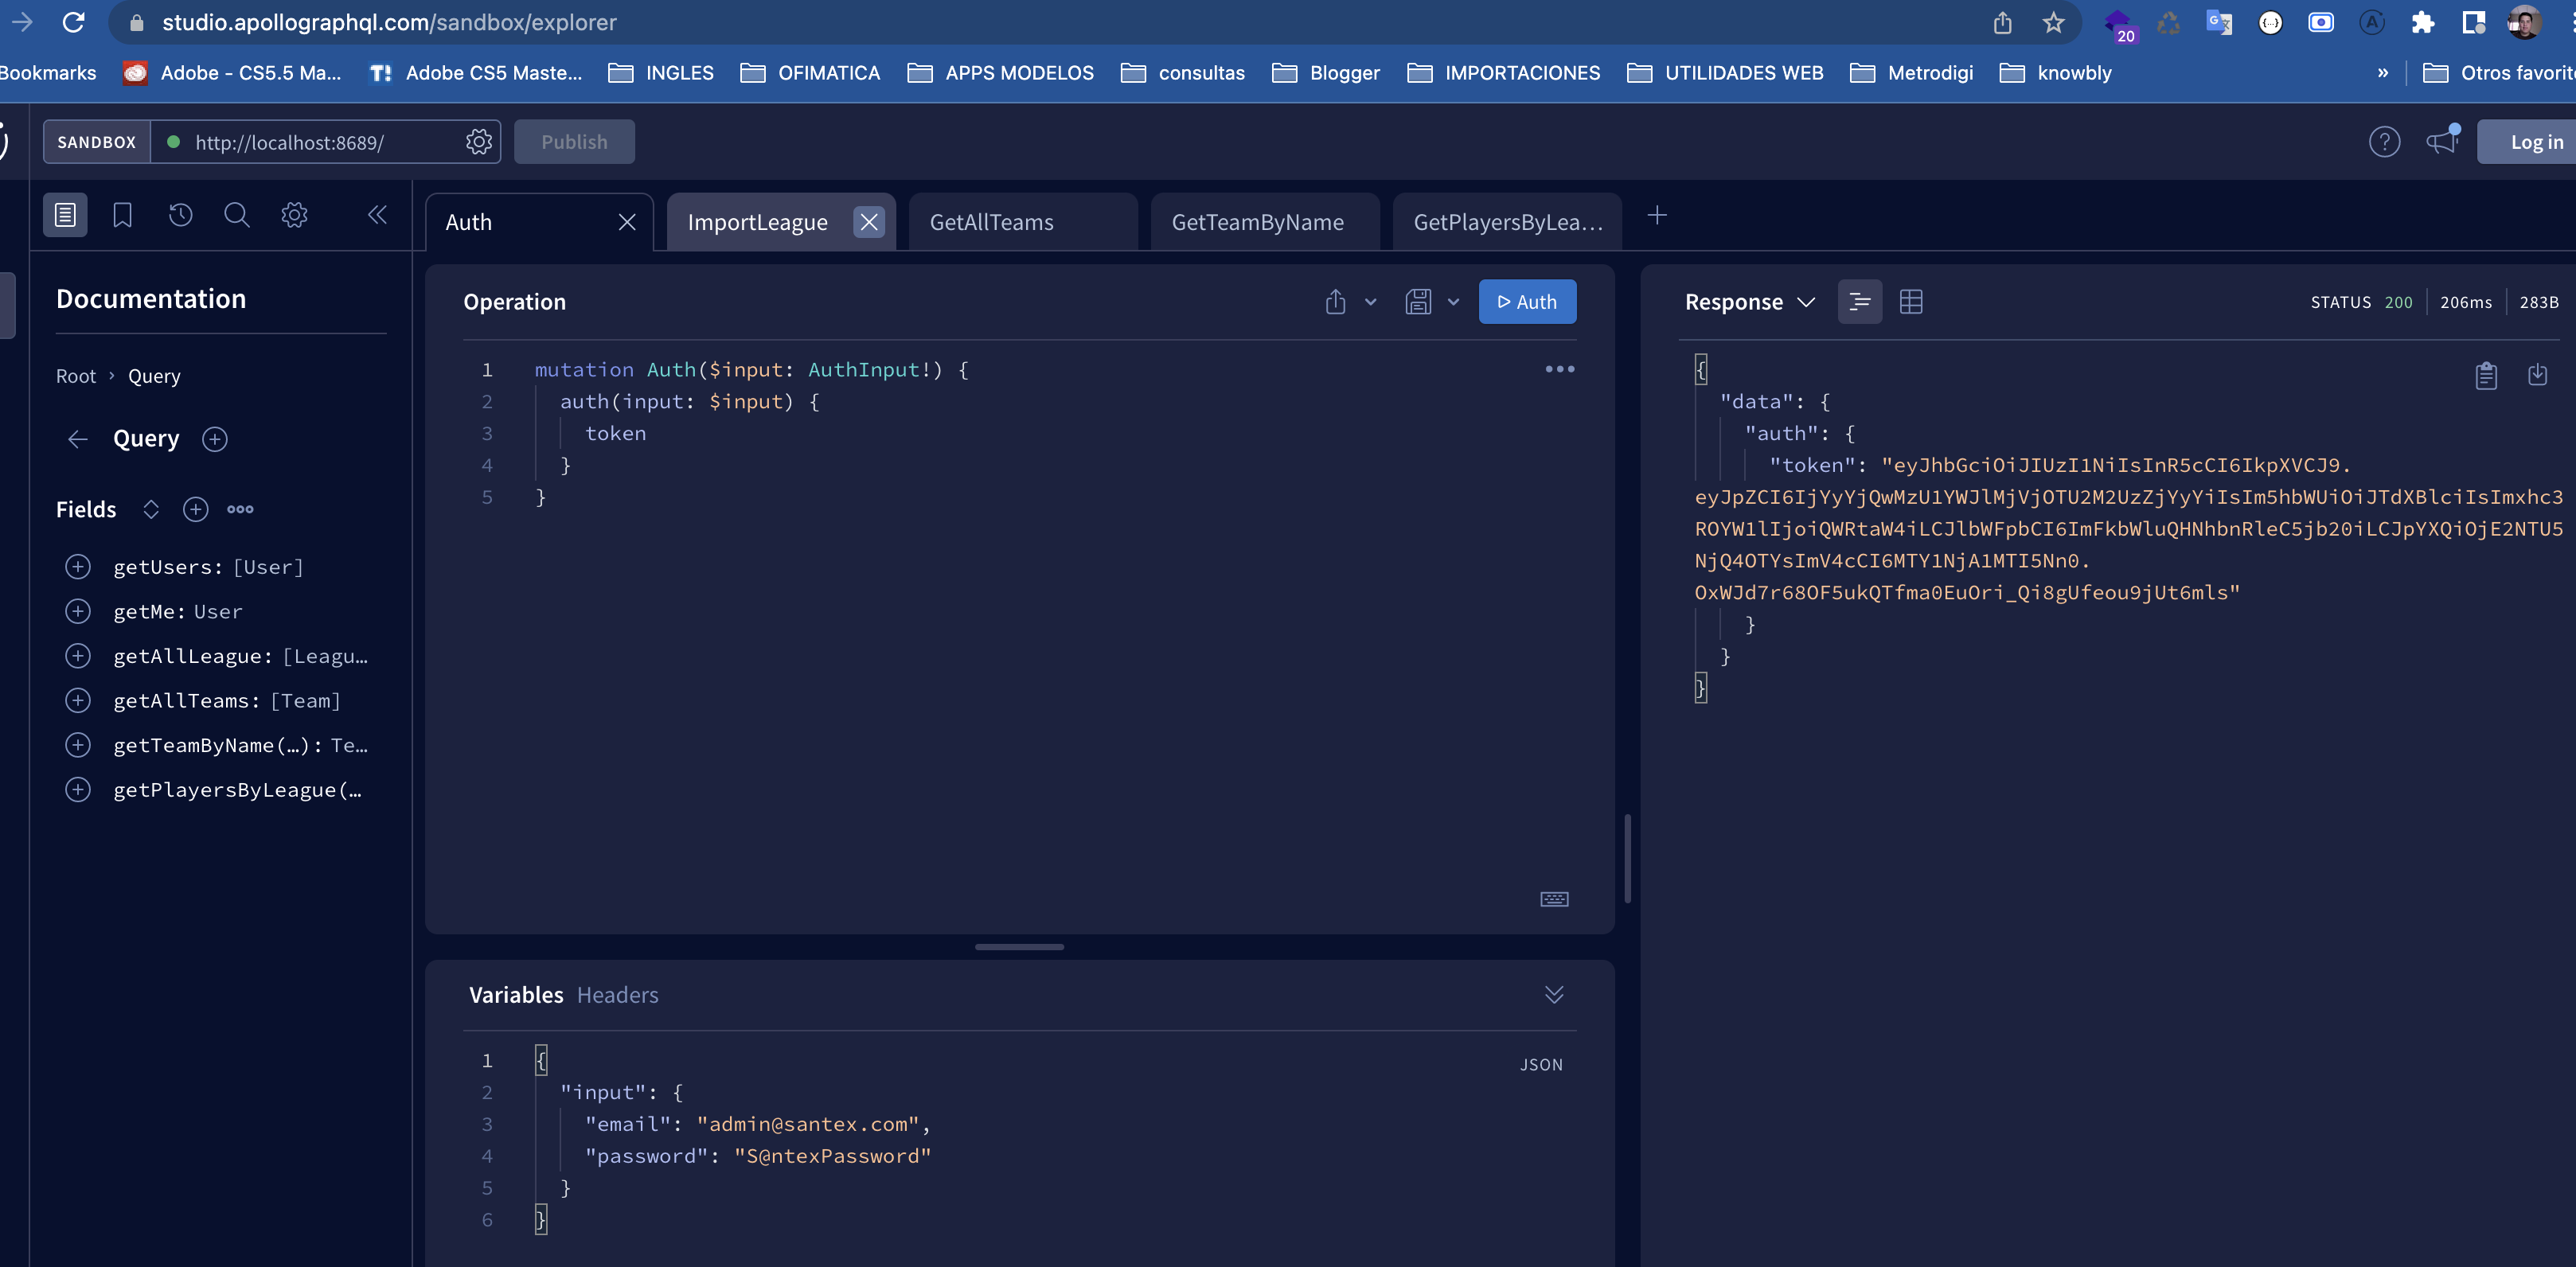 studio.apollographql.com/sandbox/explorer
20
Bookmarks
Adobe - CS5.5 Ma...
T!
Adobe CS5 Maste...
INGLES
OFIMATICA
APPS MODELOS
consultas
Blogger
IMPORTACIONES
UTILIDADES WEB
Metrodigi
knowbly
»
Otros favorit
SANDBOX
http://localhost:8689/
Publish
?
Log in
Auth
ImportLeague
GetAllTeams
GetTeamByName
GetPlayersByLea...
Documentation
Root › Query
Query
Fields
getUsers: [User]
getMe: User
getAllLeague: [Leagu…
getAllTeams: [Team]
getTeamByName(…): Te…
getPlayersByLeague(…
Operation
Auth
1 mutation Auth($input: AuthInput!) {
2 auth(input: $input) {
3 token
4 }
5 }
Variables Headers
JSON
1 {
2 "input": {
3 "email": "admin@santex.com",
4 "password": "S@ntexPassword"
5 }
6 }
Response
STATUS 200
206ms
283B
{
"data": {
"auth": {
"token": "eyJhbGciOiJIUzI1NiIsInR5cCI6IkpXVCJ9.
eyJpZCI6IjYyYjQwMzU1YWJlMjVjOTU2M2UzZjYyYiIsIm5hbWUiOiJTdXBlciIsImxhc3
ROYW1lIjoiQWRtaW4iLCJlbWFpbCI6ImFkbWluQHNhbnRleC5jb20iLCJpYXQiOjE2NTU5
NjQ4OTYsImV4cCI6MTY1NjA1MTI5Nn0.
OxWJd7r68OF5ukQTfma0EuOri_Qi8gUfeou9jUt6mls"
}
}
}